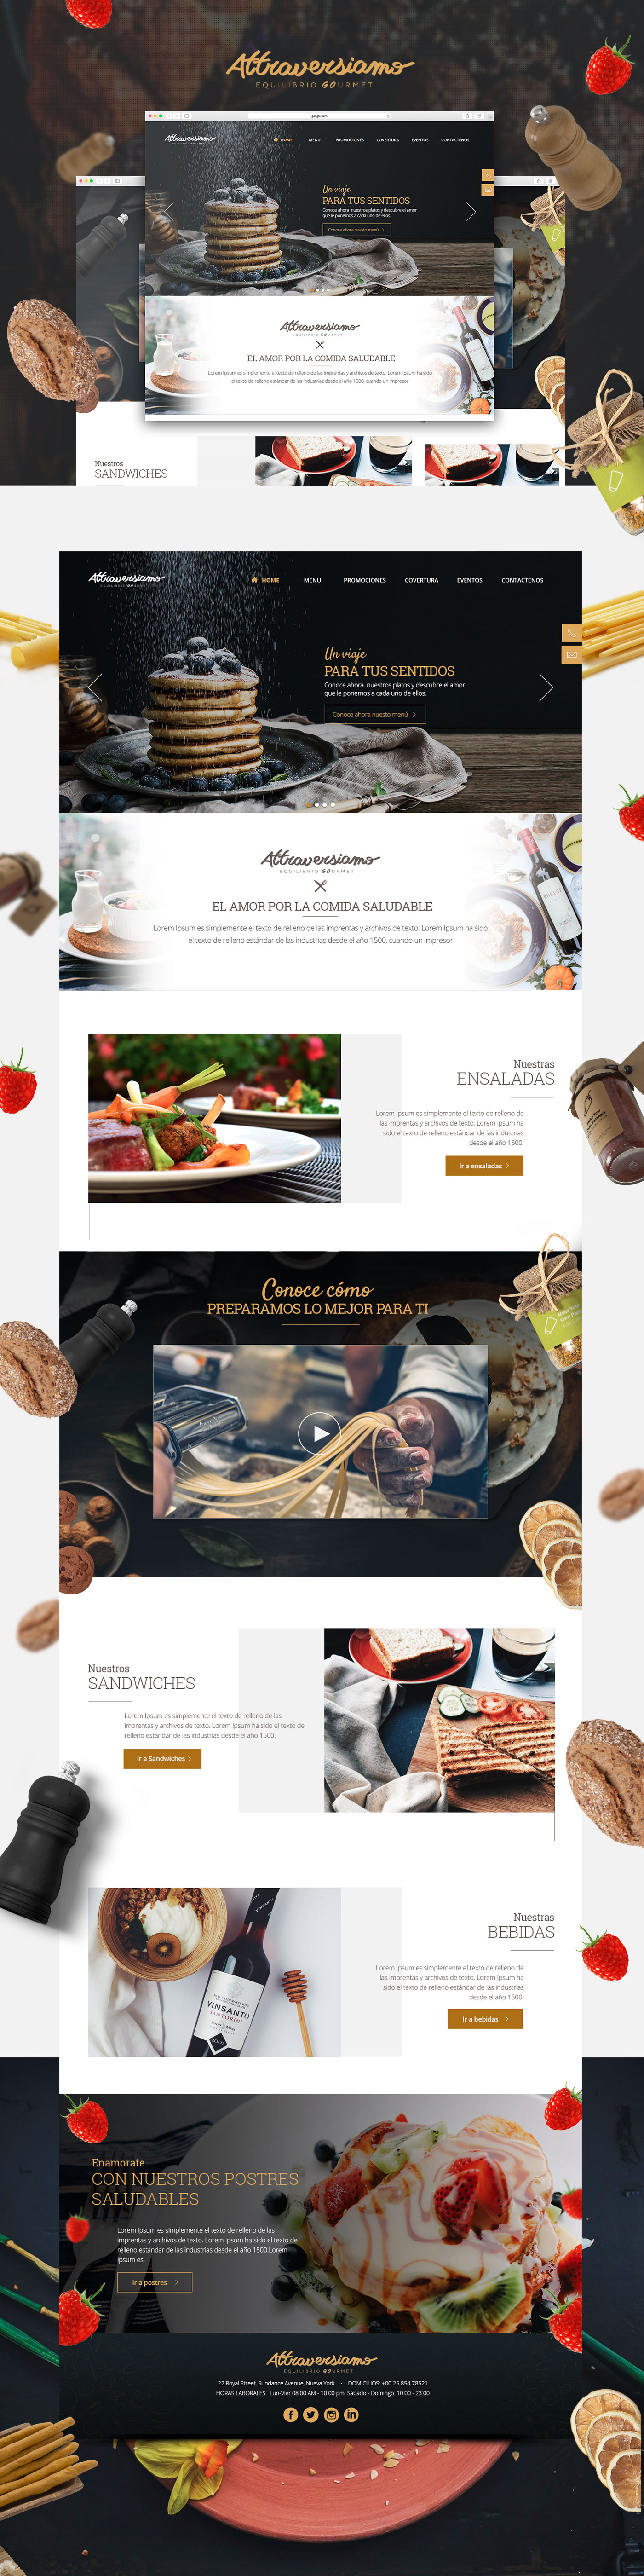 Attraversiamo
EQUILIBRIO GOURMET
google.com
Attraversiamo
HOME MENU PROMOCIONES COVERTURA EVENTOS CONTACTENOS
Un viaje
PARA TUS SENTIDOS
Conoce ahora nuestros platos y descubre el amor
que le ponemos a cada uno de ellos.
Conoce ahora nuestro menú
Attraversiamo
EQUILIBRIO GOURMET
EL AMOR POR LA COMIDA SALUDABLE
Lorem Ipsum es simplemente el texto de relleno de las imprentas y archivos de texto. Lorem Ipsum ha sido
el texto de relleno estándar de las industrias desde el año 1500, cuando un impresor
Nuestros
SANDWICHES
Attraversiamo
HOME MENU PROMOCIONES COVERTURA EVENTOS CONTACTENOS
Un viaje
PARA TUS SENTIDOS
Conoce ahora nuestros platos y descubre el amor
que le ponemos a cada uno de ellos.
Conoce ahora nuesto menú
Attraversiamo
EQUILIBRIO GOURMET
EL AMOR POR LA COMIDA SALUDABLE
Lorem Ipsum es simplemente el texto de relleno de las imprentas y archivos de texto. Lorem Ipsum ha sido
el texto de relleno estándar de las industrias desde el año 1500, cuando un impresor
Nuestras
ENSALADAS
Lorem Ipsum es simplemente el texto de relleno de
las imprentas y archivos de texto. Lorem Ipsum ha
sido el texto de relleno estándar de las industrias
desde el año 1500.
Ir a ensaladas
Conoce cómo
PREPARAMOS LO MEJOR PARA TI
Nuestros
SANDWICHES
Lorem Ipsum es simplemente el texto de relleno de las
imprentas y archivos de texto. Lorem Ipsum ha sido el texto de
relleno estándar de las industrias desde el año 1500.
Ir a Sandwiches
VINSANTO
SANTORINI
2007
Nuestras
BEBIDAS
Lorem Ipsum es simplemente el texto de relleno de
las imprentas y archivos de texto. Lorem Ipsum ha
sido el texto de relleno estándar de las industrias
desde el año 1500.
Ir a bebidas
Enamorate
CON NUESTROS POSTRES
SALUDABLES
Lorem Ipsum es simplemente el texto de relleno de las
imprentas y archivos de texto. Lorem Ipsum ha sido el texto de
relleno estándar de las industrias desde el año 1500.Lorem
Ipsum es.
Ir a postres
Attraversiamo
EQUILIBRIO GOURMET
22 Royal Street, Sundance Avenue, Nueva York • DOMICILIOS: +00 25 854 78521
HORAS LABORALES: Lun-Vier 08:00 AM - 10:00 pm Sábado - Domingo: 10:00 - 23:00